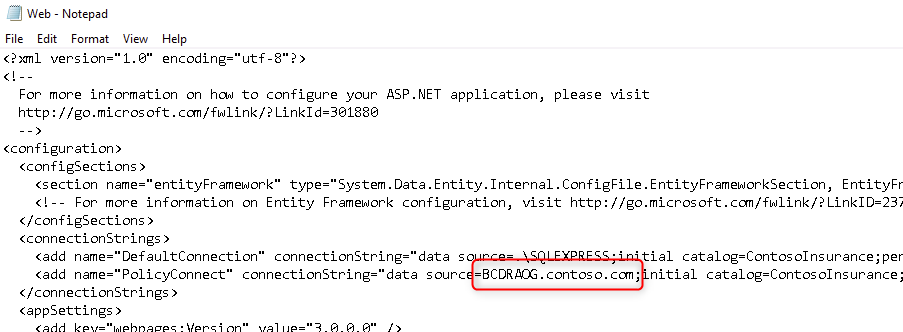 Web - Notepad
File Edit Format View Help
<?xml version="1.0" encoding="utf-8"?>
<!--
For more information on how to configure your ASP.NET application, please visit
http://go.microsoft.com/fwlink/?LinkId=301880
-->
<configuration>
<configSections>
<section name="entityFramework" type="System.Data.Entity.Internal.ConfigFile.EntityFrameworkSection, EntityFr
<!-- For more information on Entity Framework configuration, visit http://go.microsoft.com/fwlink/?LinkID=237
</configSections>
<connectionStrings>
<add name="DefaultConnection" connectionString="data source=.\SQLEXPRESS;initial catalog=ContosoInsurance;per
<add name="PolicyConnect" connectionString="data source=BCDRAOG.contoso.com;initial catalog=ContosoInsurance;
</connectionStrings>
<appSettings>
<add key="webpages:Version" value="3.0.0.0" />